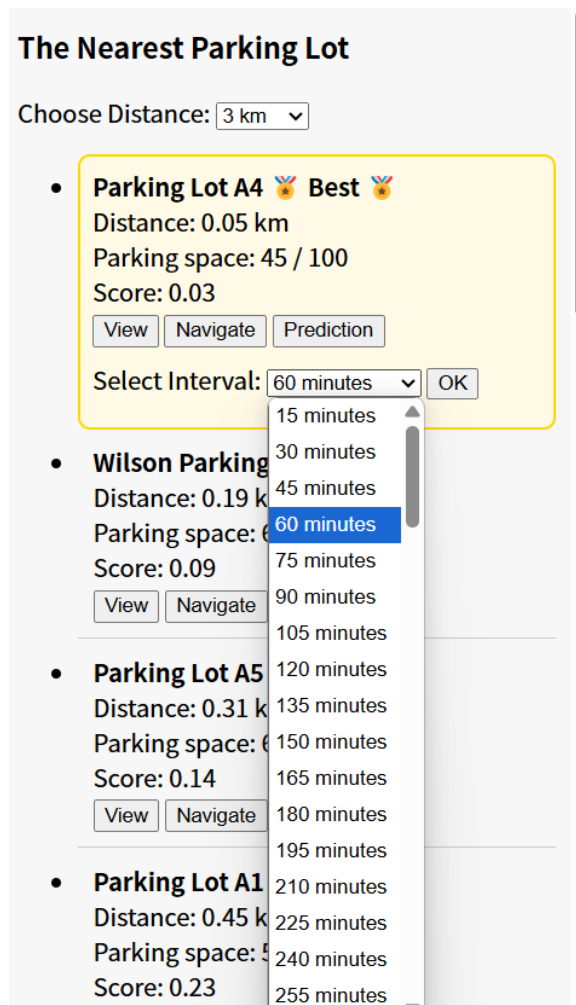 The Nearest Parking Lot
Choose Distance: 3 km
Parking Lot A4 🏅 Best 🏅
Distance: 0.05 km
Parking space: 45 / 100
Score: 0.03
View Navigate Prediction
Select Interval: 60 minutes OK
15 minutes
30 minutes
45 minutes
60 minutes
75 minutes
90 minutes
105 minutes
120 minutes
135 minutes
150 minutes
165 minutes
180 minutes
195 minutes
210 minutes
225 minutes
240 minutes
255 minutes
Wilson Parking
Distance: 0.19 k
Parking space:
Score: 0.09
View Navigate
Parking Lot A5
Distance: 0.31 k
Parking space:
Score: 0.14
View Navigate
Parking Lot A1
Distance: 0.45 k
Parking space:
Score: 0.23